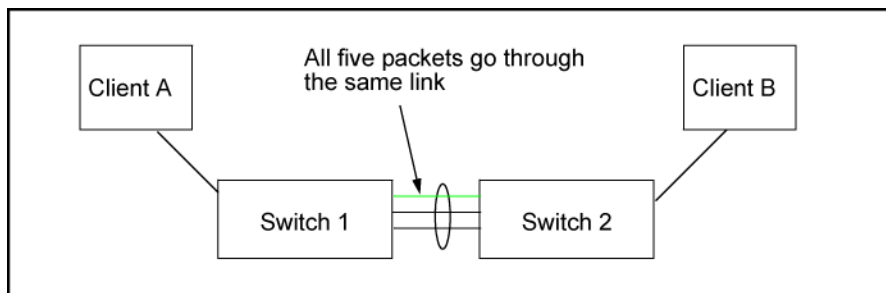 All five packets go through
the same link
Client A
Client B
Switch 1
Switch 2